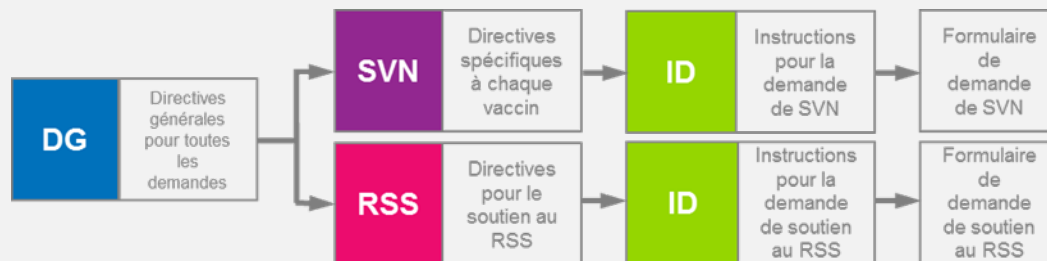 DG
Directives
générales
pour toutes
les
demandes
SVN
Directives
spécifiques
à chaque
vaccin
ID
Instructions
pour la
demande
de SVN
Formulaire
de
demande
de SVN
RSS
Directives
pour le
soutien au
RSS
ID
Instructions
pour la
demande
de soutien
au RSS
Formulaire
de
demande
de soutien
au RSS